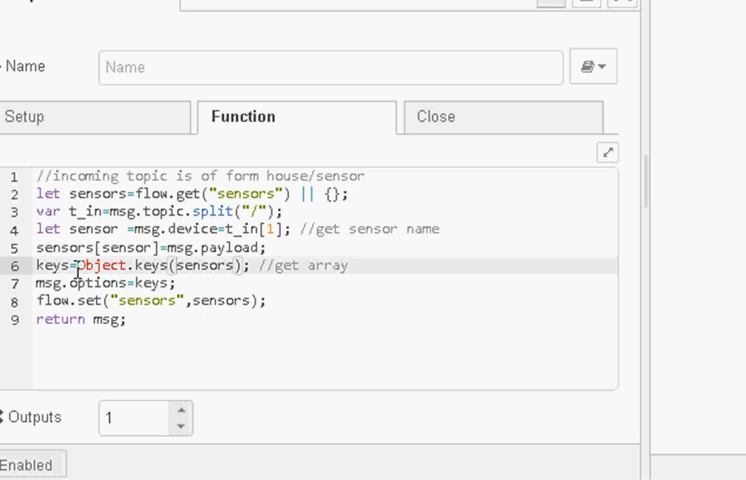 Name
Name
Setup
Function
Close
1 //incoming topic is of form house/sensor
2 let sensors=flow.get("sensors") || {};
3 var t_in=msg.topic.split("/");
4 let sensor =msg.device=t_in[1]; //get sensor name
5 sensors[sensor]=msg.payload;
6 keys=Object.keys(sensors); //get array
7 msg.options=keys;
8 flow.set("sensors",sensors);
9 return msg;
Outputs
1
Enabled